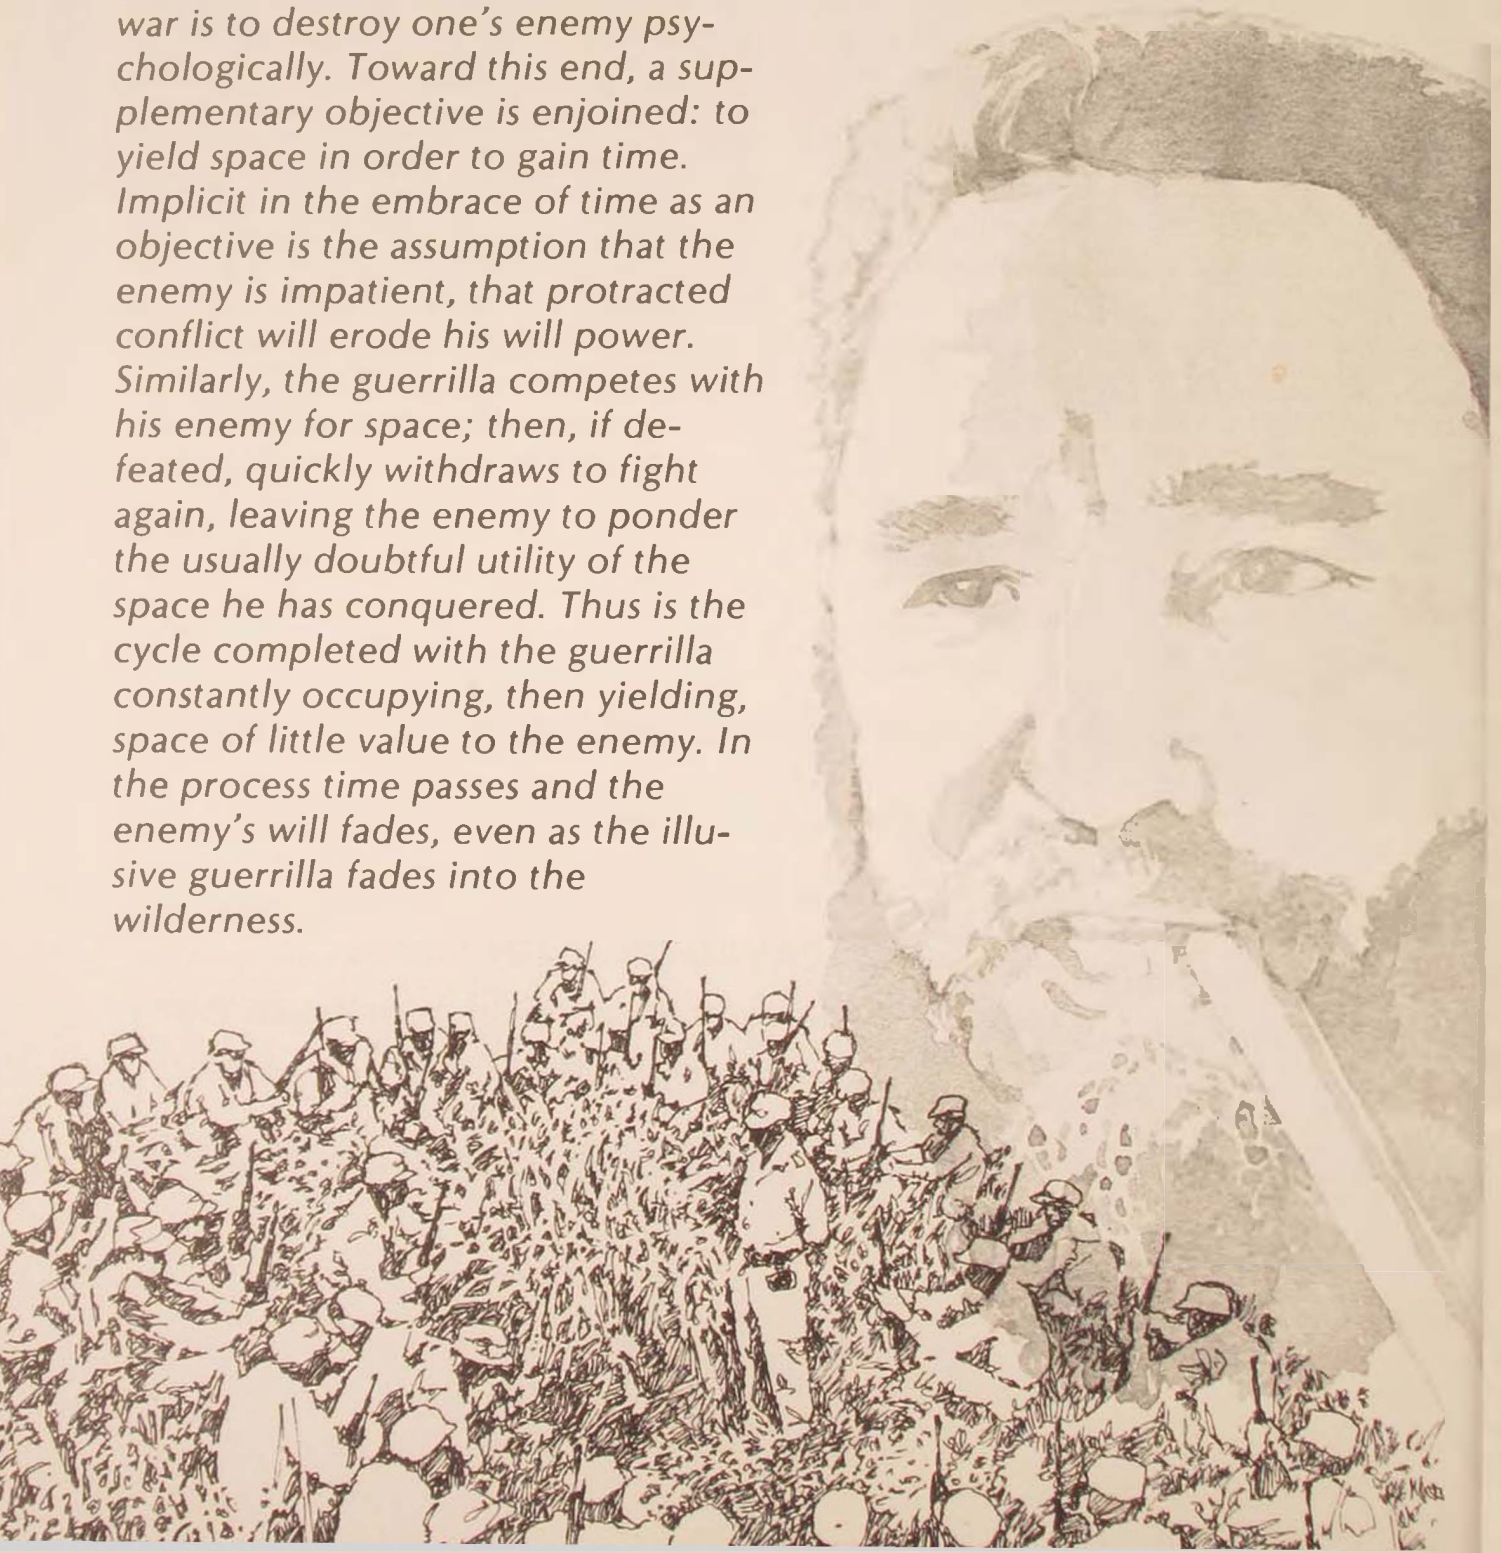 war is to destroy one's enemy psy-
chologically. Toward this end, a sup-
plementary objective is enjoined: to
yield space in order to gain time.
Implicit in the embrace of time as an
objective is the assumption that the
enemy is impatient, that protracted
conflict will erode his will power.
Similarly, the guerrilla competes with
his enemy for space; then, if de-
feated, quickly withdraws to fight
again, leaving the enemy to ponder
the usually doubtful utility of the
space he has conquered. Thus is the
cycle completed with the guerrilla
constantly occupying, then yielding,
space of little value to the enemy. In
the process time passes and the
enemy's will fades, even as the illu-
sive guerrilla fades into the
wilderness.